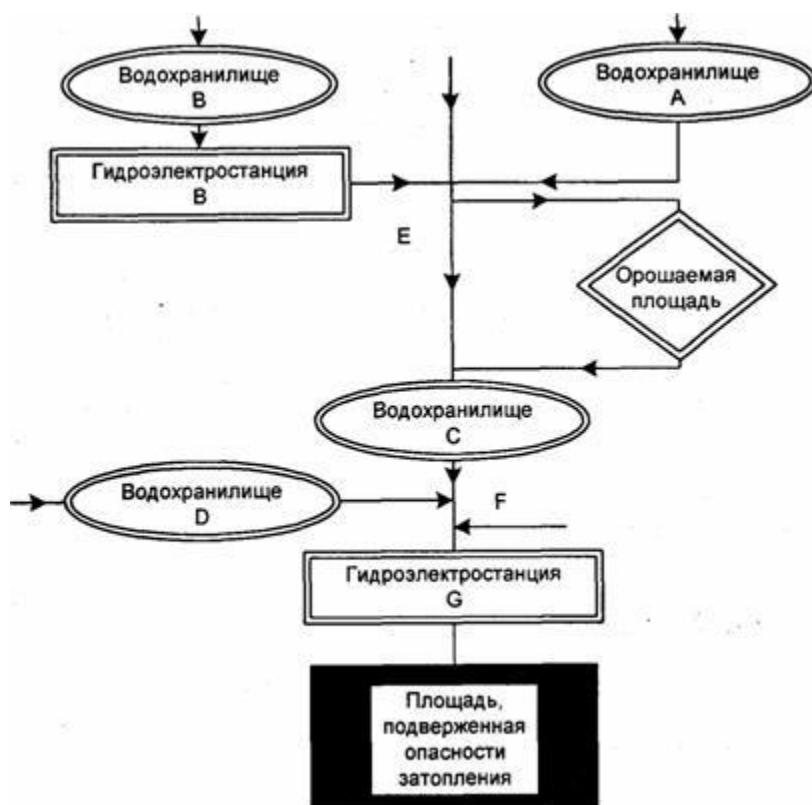 Водохранилище
B
Водохранилище
A
Гидроэлектростанция
B
E
Орошаемая
площадь
Водохранилище
C
Водохранилище
D
F
Гидроэлектростанция
G
Площадь,
подверженная
опасности
затопления